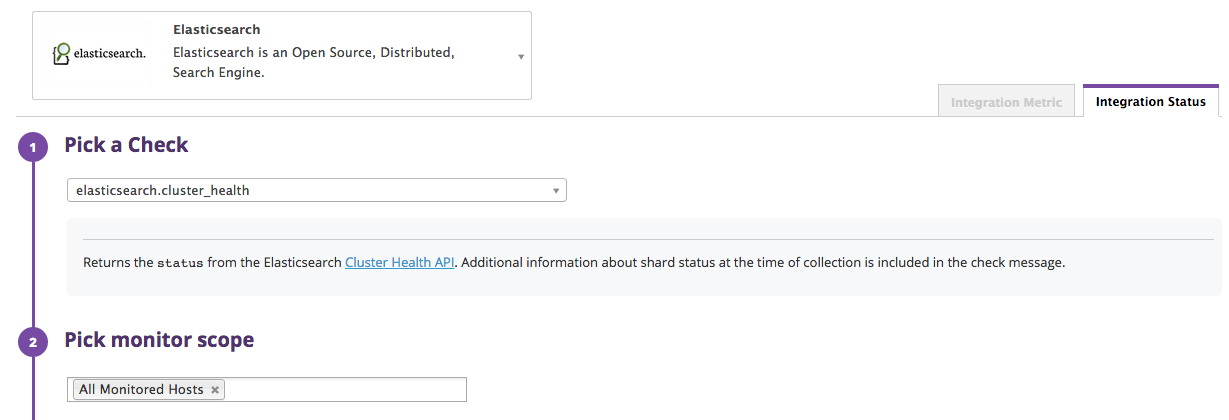 Elasticsearch
elasticsearch.
Elasticsearch is an Open Source, Distributed,
Search Engine.
Integration Metric
Integration Status
1
Pick a Check
elasticsearch.cluster_health
Returns the status from the Elasticsearch Cluster Health API. Additional information about shard status at the time of collection is included in the check message.
2
Pick monitor scope
All Monitored Hosts ×